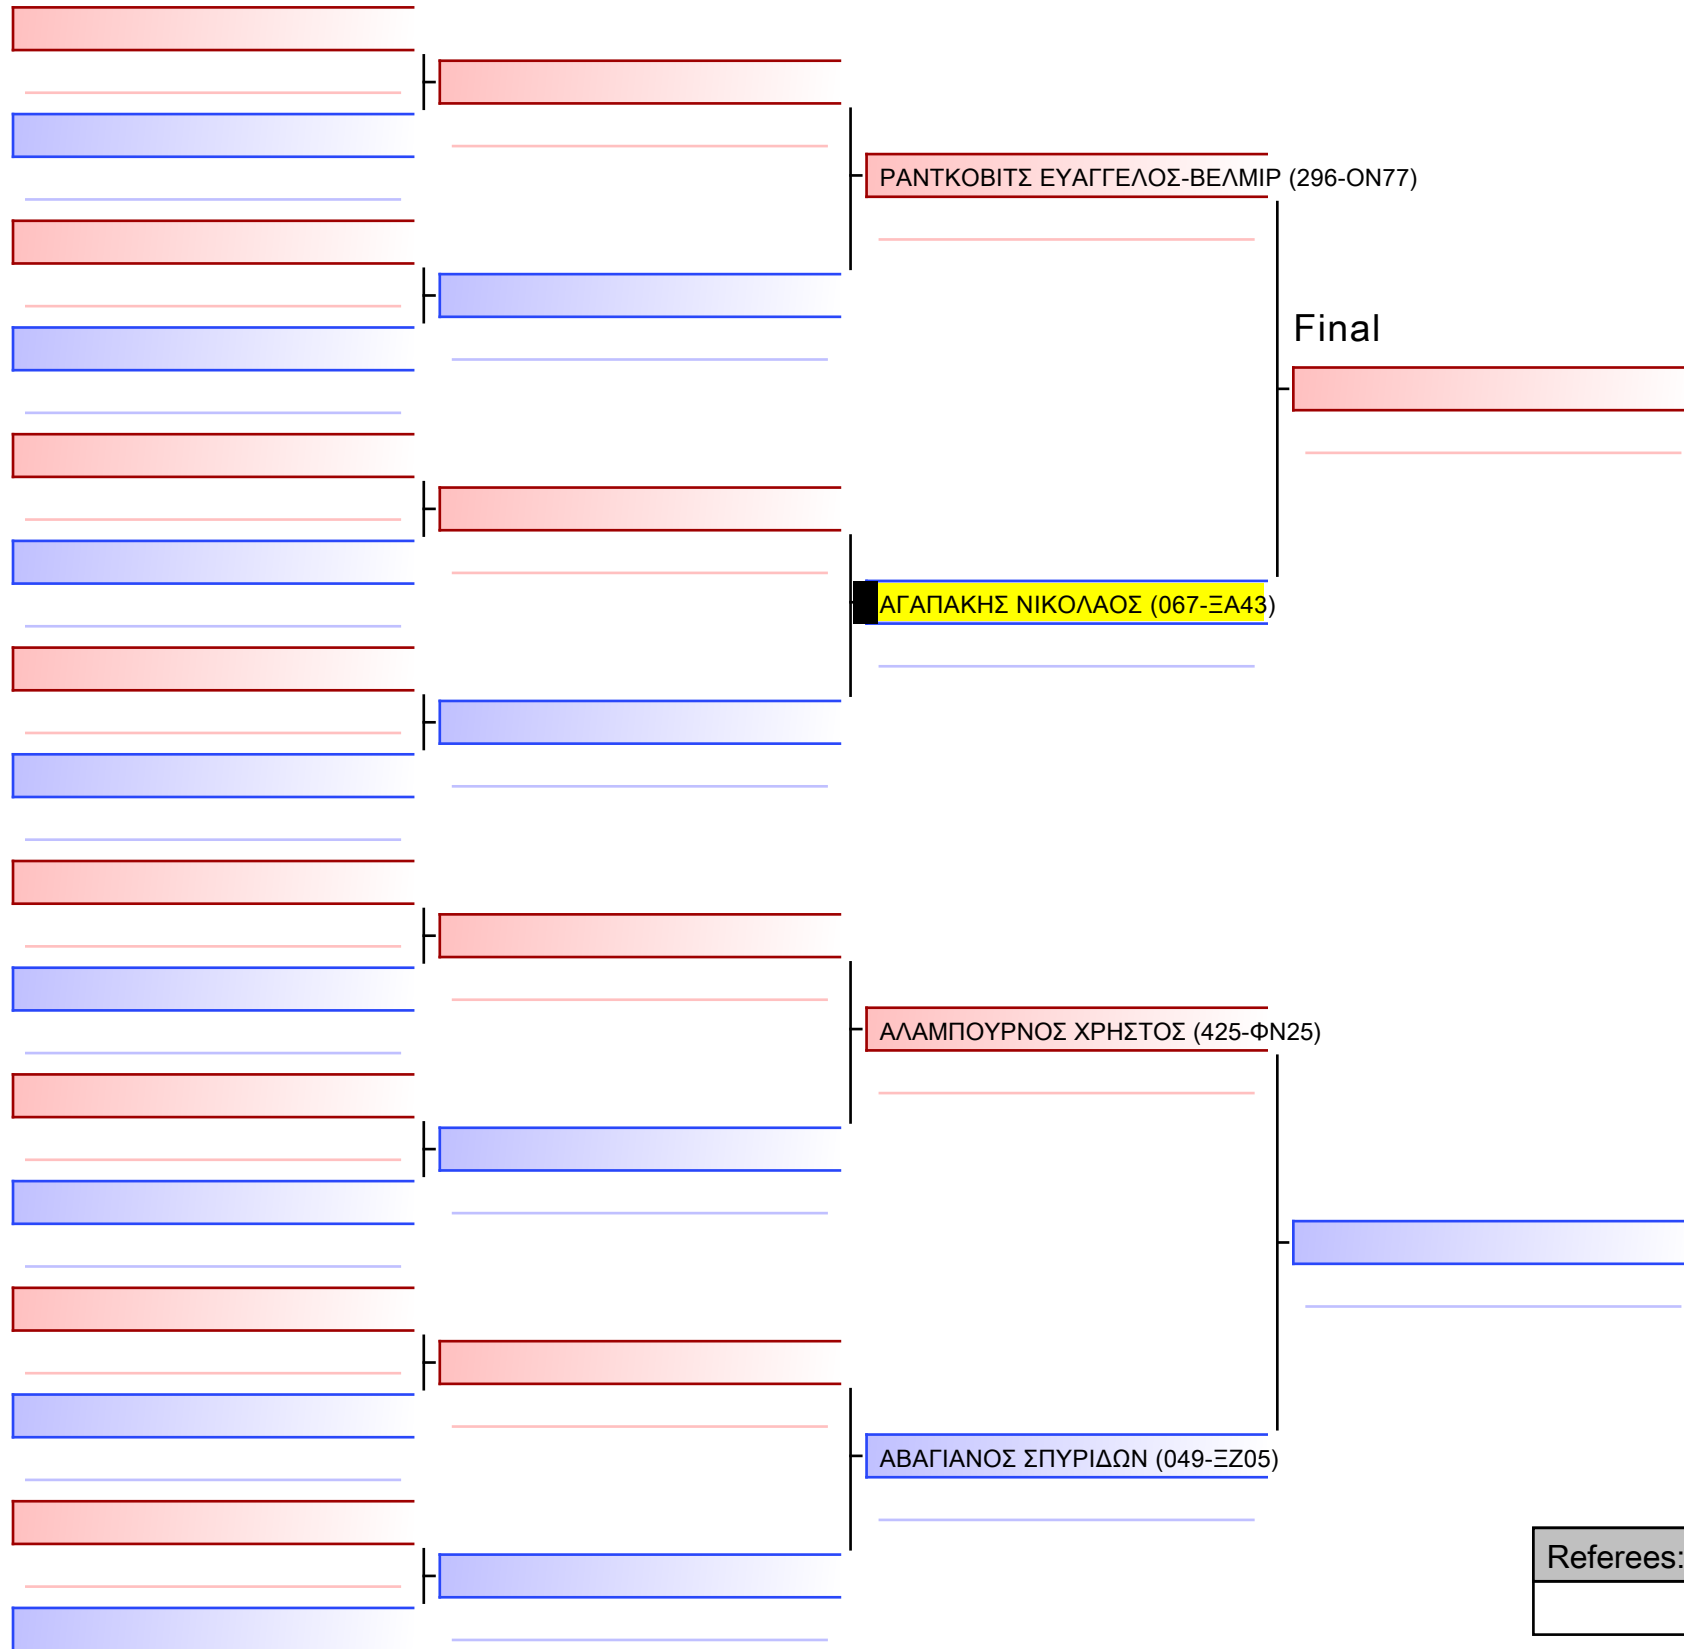 ΡΑΝΤΚΟΒΙΤΣ ΕΥΑΓΓΕΛΟΣ-ΒΕΛΜΙΡ (296-ΟΝ77)
Final
ΑΓΑΠΑΚΗΣ ΝΙΚΟΛΑΟΣ (067-ΞΑ43)
ΑΛΑΜΠΟΥΡΝΟΣ ΧΡΗΣΤΟΣ (425-ΦΝ25)
ΑΒΑΓΙΑΝΟΣ ΣΠΥΡΙΔΩΝ (049-ΞΖ05)
Referees: